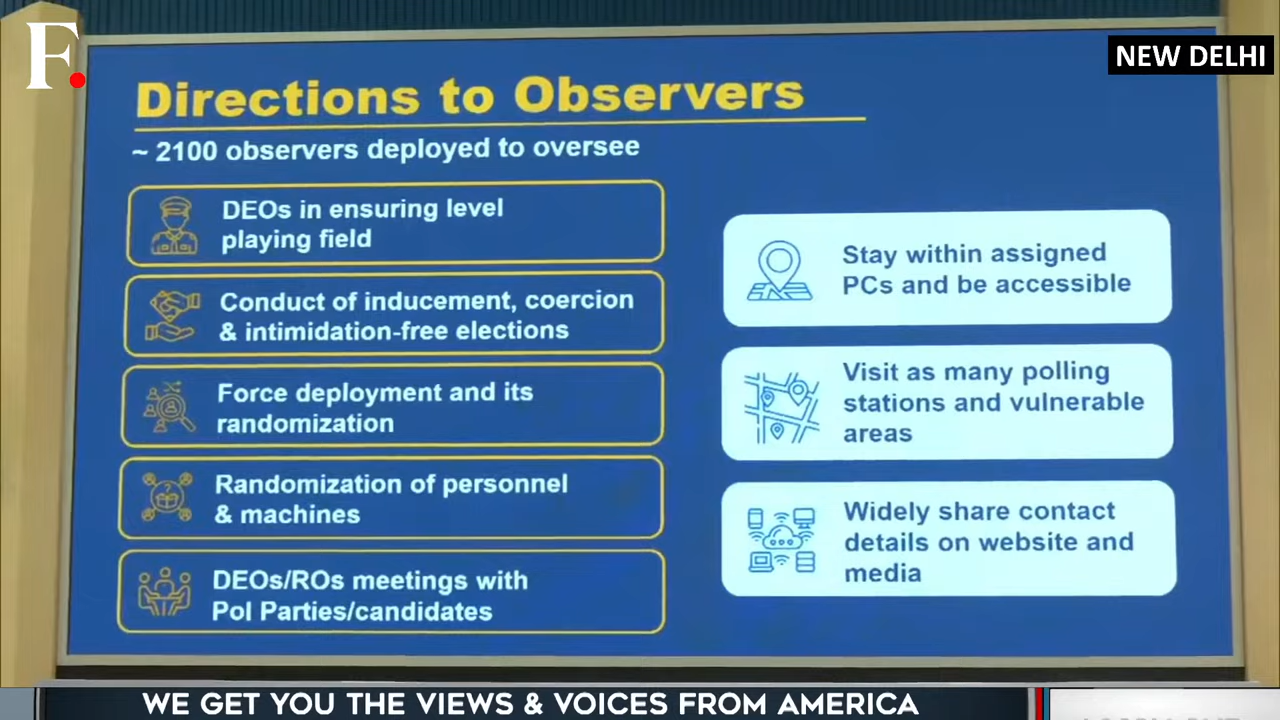 F.
NEW DELHI
Directions to Observers
~ 2100 observers deployed to oversee
DEOs in ensuring level
playing field
Conduct of inducement, coercion
& intimidation-free elections
Force deployment and its
randomization
Randomization of personnel
& machines
DEOs/ROs meetings with
Pol Parties/candidates
Stay within assigned
PCs and be accessible
Visit as many polling
stations and vulnerable
areas
Widely share contact
details on website and
media
WE GET YOU THE VIEWS & VOICES FROM AMERICA